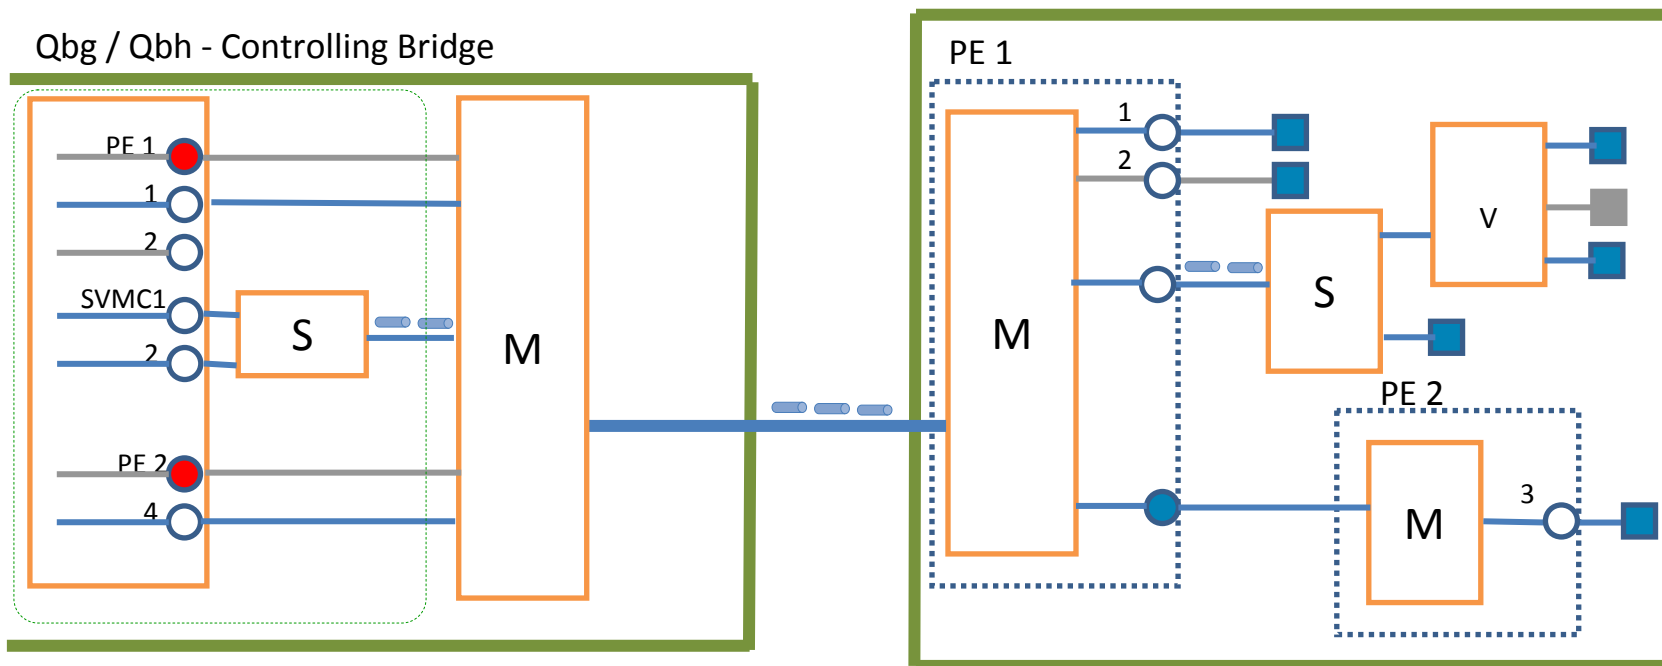 Qbg / Qbh - Controlling Bridge
PE 1
1
2
SVMC1
2
PE 2
4
S
M
PE 1
1
2
M
S
V
PE 2
M
3